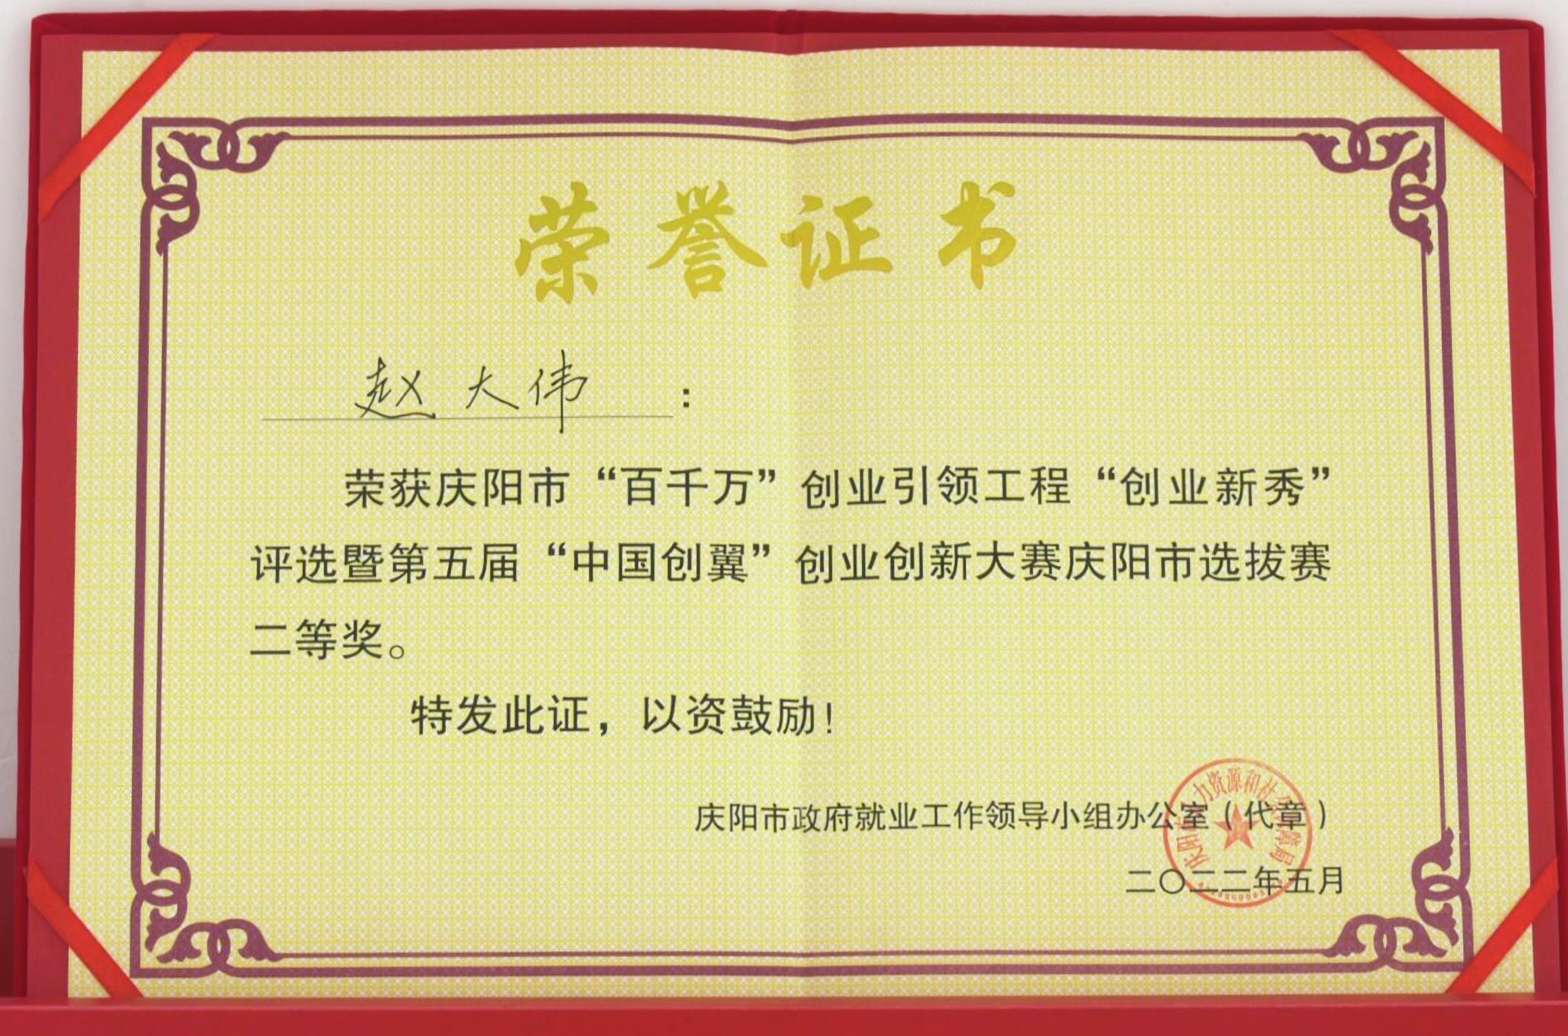 荣誉证书
赵大伟：
荣获庆阳市“百千万”创业引领工程“创业新秀”
评选暨第五届“中国创翼”创业创新大赛庆阳市选拔赛
二等奖。
特发此证，以资鼓励！
庆阳市政府就业工作领导小组办公室（代章）
二〇二二年五月